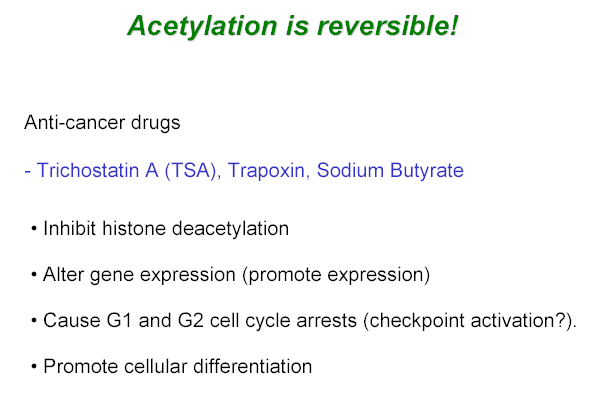 Acetylation is reversible!
Anti-cancer drugs
- Trichostatin A (TSA), Trapoxin, Sodium Butyrate
• Inhibit histone deacetylation
• Alter gene expression (promote expression)
• Cause G1 and G2 cell cycle arrests (checkpoint activation?).
• Promote cellular differentiation